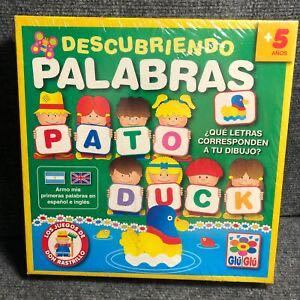 DESCUBRIENDO
PALABRAS
+5
AÑOS
PATO
¿QUÉ LETRAS
CORRESPONDEN
A TU DIBUJO?
DUCK
Armo mis
primeras palabras en
español e inglés
LOS JUEGOS DE
DON RASTRILLO
Glú Glú